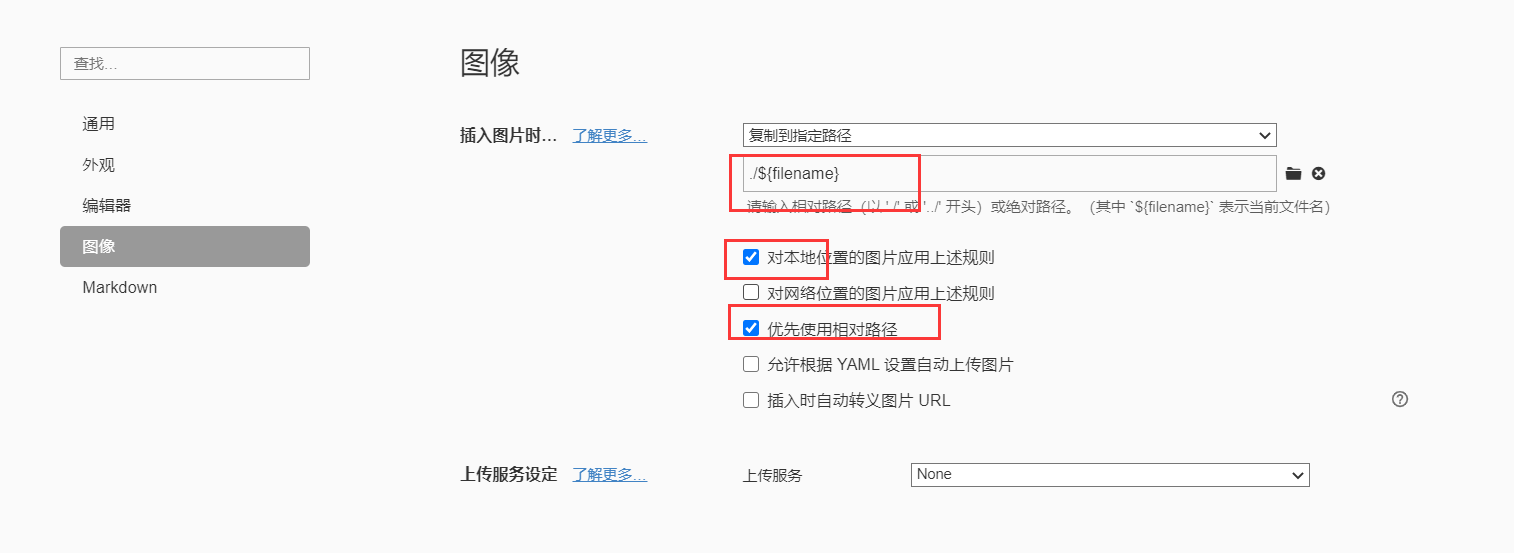 查找...
通用
外观
编辑器
图像
Markdown
图像
插入图片时... 了解更多...
复制到指定路径
./${filename}
请输入相对路径（以 './' 或 '../' 开头）或绝对路径。（其中 `${filename}` 表示当前文件名）
对本地位置的图片应用上述规则
对网络位置的图片应用上述规则
优先使用相对路径
允许根据 YAML 设置自动上传图片
插入时自动转义图片 URL
上传服务设定 了解更多...
上传服务 None